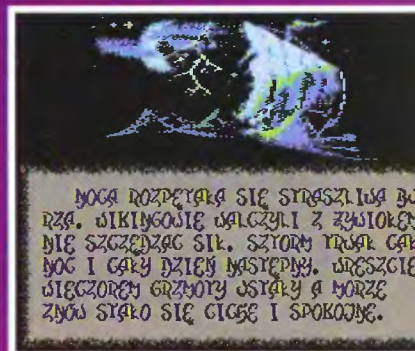 NOCĄ ROZPĘTAŁA SIĘ STRASZLIWA BU
RZA. WIKINGOWIE WALCZYLI Z ŻYWIOŁEM
NIE SZCZĘDZĄC SIŁ. SZTORM TRWAŁ CAŁ
NOC I CAŁY DZIEŃ NASTĘPNY. WRESZCIE
WIECZOREM GRZMOTY USTAŁY A MORZE
ZNÓW STAŁO SIĘ CICHE I SPOKOJNE.